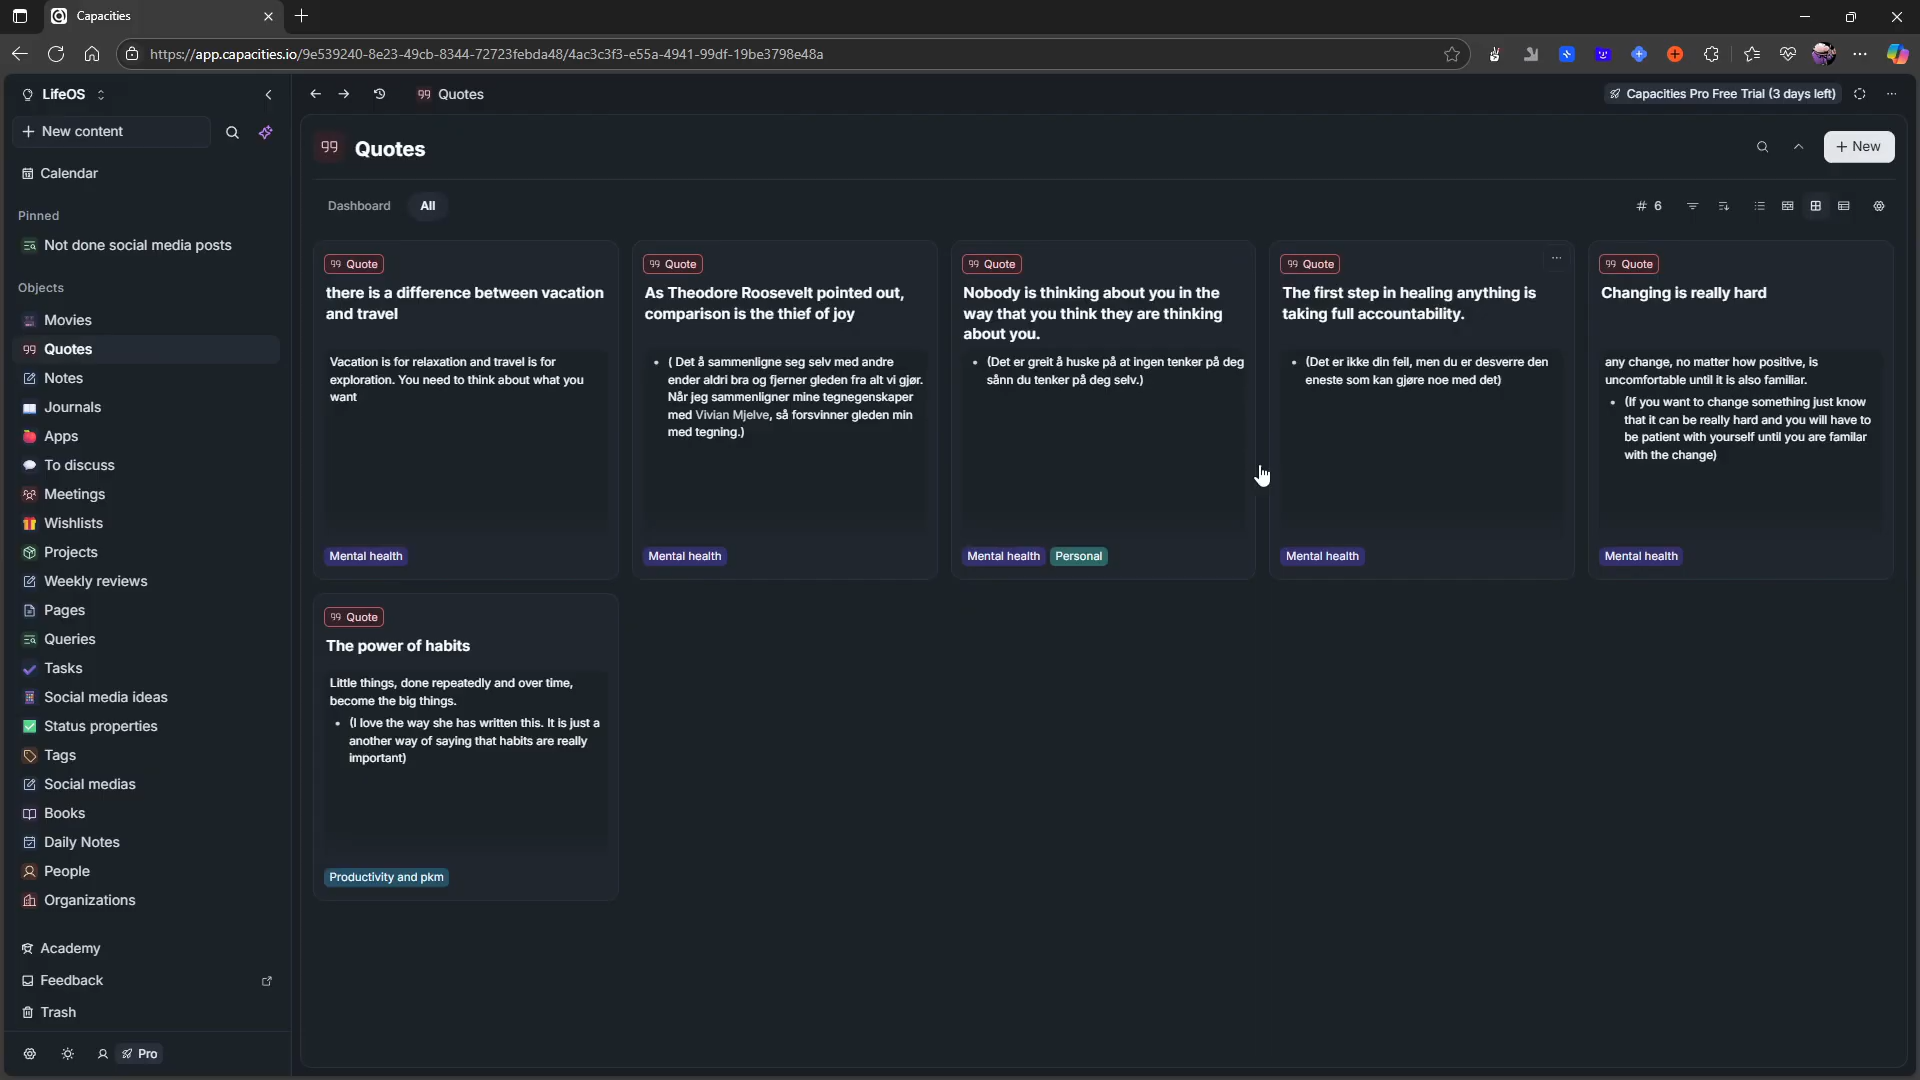 Capacities
https://app.capacities.io/9e539240-8e23-49cb-8344-72723febda48/4ac3c3f3-e55a-4941-99df-19be3798e48a
LifeOS
Quotes
Capacities Pro Free Trial (3 days left)
New content
Calendar
Pinned
Not done social media posts
Objects
Movies
Quotes
Notes
Journals
Apps
To discuss
Meetings
Wishlists
Projects
Weekly reviews
Pages
Queries
Tasks
Social media ideas
Status properties
Tags
Social medias
Books
Daily Notes
People
Organizations
Academy
Feedback
Trash
Pro
Quotes
+ New
Dashboard
All
# 6
Quote
there is a difference between vacation
and travel
Vacation is for relaxation and travel is for
exploration. You need to think about what you
want
Mental health
Quote
As Theodore Roosevelt pointed out,
comparison is the thief of joy
• ( Det å sammenligne seg selv med andre
ender aldri bra og fjerner gleden fra alt vi gjør.
Når jeg sammenligner mine tegnegenskaper
med Vivian Mjelve, så forsvinner gleden min
med tegning.)
Mental health
Quote
Nobody is thinking about you in the
way that you think they are thinking
about you.
• (Det er greit å huske på at ingen tenker på deg
sånn du tenker på deg selv.)
Mental health
Personal
Quote
The first step in healing anything is
taking full accountability.
• (Det er ikke din feil, men du er desverre den
eneste som kan gjøre noe med det)
Mental health
Quote
Changing is really hard
any change, no matter how positive, is
uncomfortable until it is also familiar.
• (If you want to change something just know
that it can be really hard and you will have to
be patient with yourself until you are familar
with the change)
Mental health
Quote
The power of habits
Little things, done repeatedly and over time,
become the big things.
• (I love the way she has written this. It is just a
another way of saying that habits are really
important)
Productivity and pkm